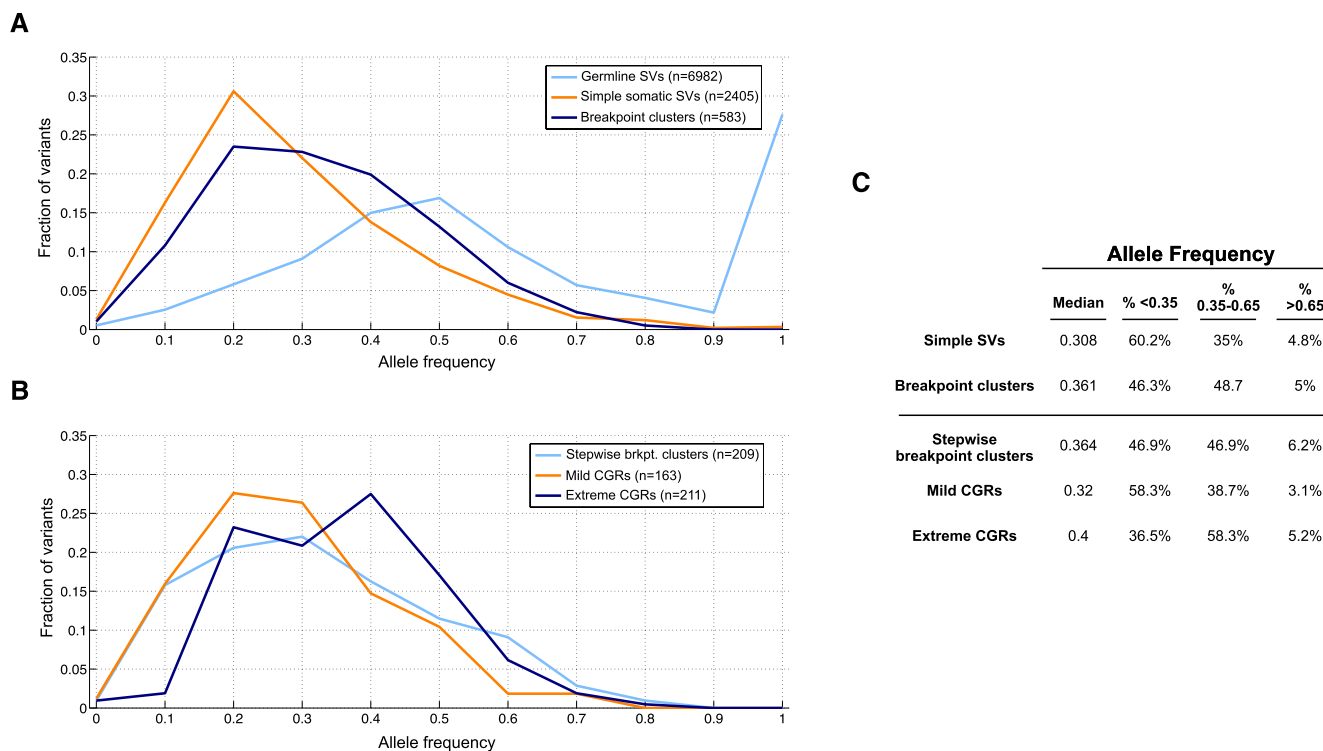 A
0.35
0.3
0.25
0.2
0.15
0.1
0.05
0
Fraction of variants
Germline SVs (n=6982)
Simple somatic SVs (n=2405)
Breakpoint clusters (n=583)
0 0.1 0.2 0.3 0.4 0.5 0.6 0.7 0.8 0.9 1
Allele frequency
B
0.35
0.3
0.25
0.2
0.15
0.1
0.05
0
Fraction of variants
Stepwise brkpt. clusters (n=209)
Mild CGRs (n=163)
Extreme CGRs (n=211)
0 0.1 0.2 0.3 0.4 0.5 0.6 0.7 0.8 0.9 1
Allele frequency
C
Allele Frequency
Median % <0.35 % 0.35-0.65 % >0.65
Simple SVs 0.308 60.2% 35% 4.8%
Breakpoint clusters 0.361 46.3% 48.7 5%
Stepwise
breakpoint clusters 0.364 46.9% 46.9% 6.2%
Mild CGRs 0.32 58.3% 38.7% 3.1%
Extreme CGRs 0.4 36.5% 58.3% 5.2%